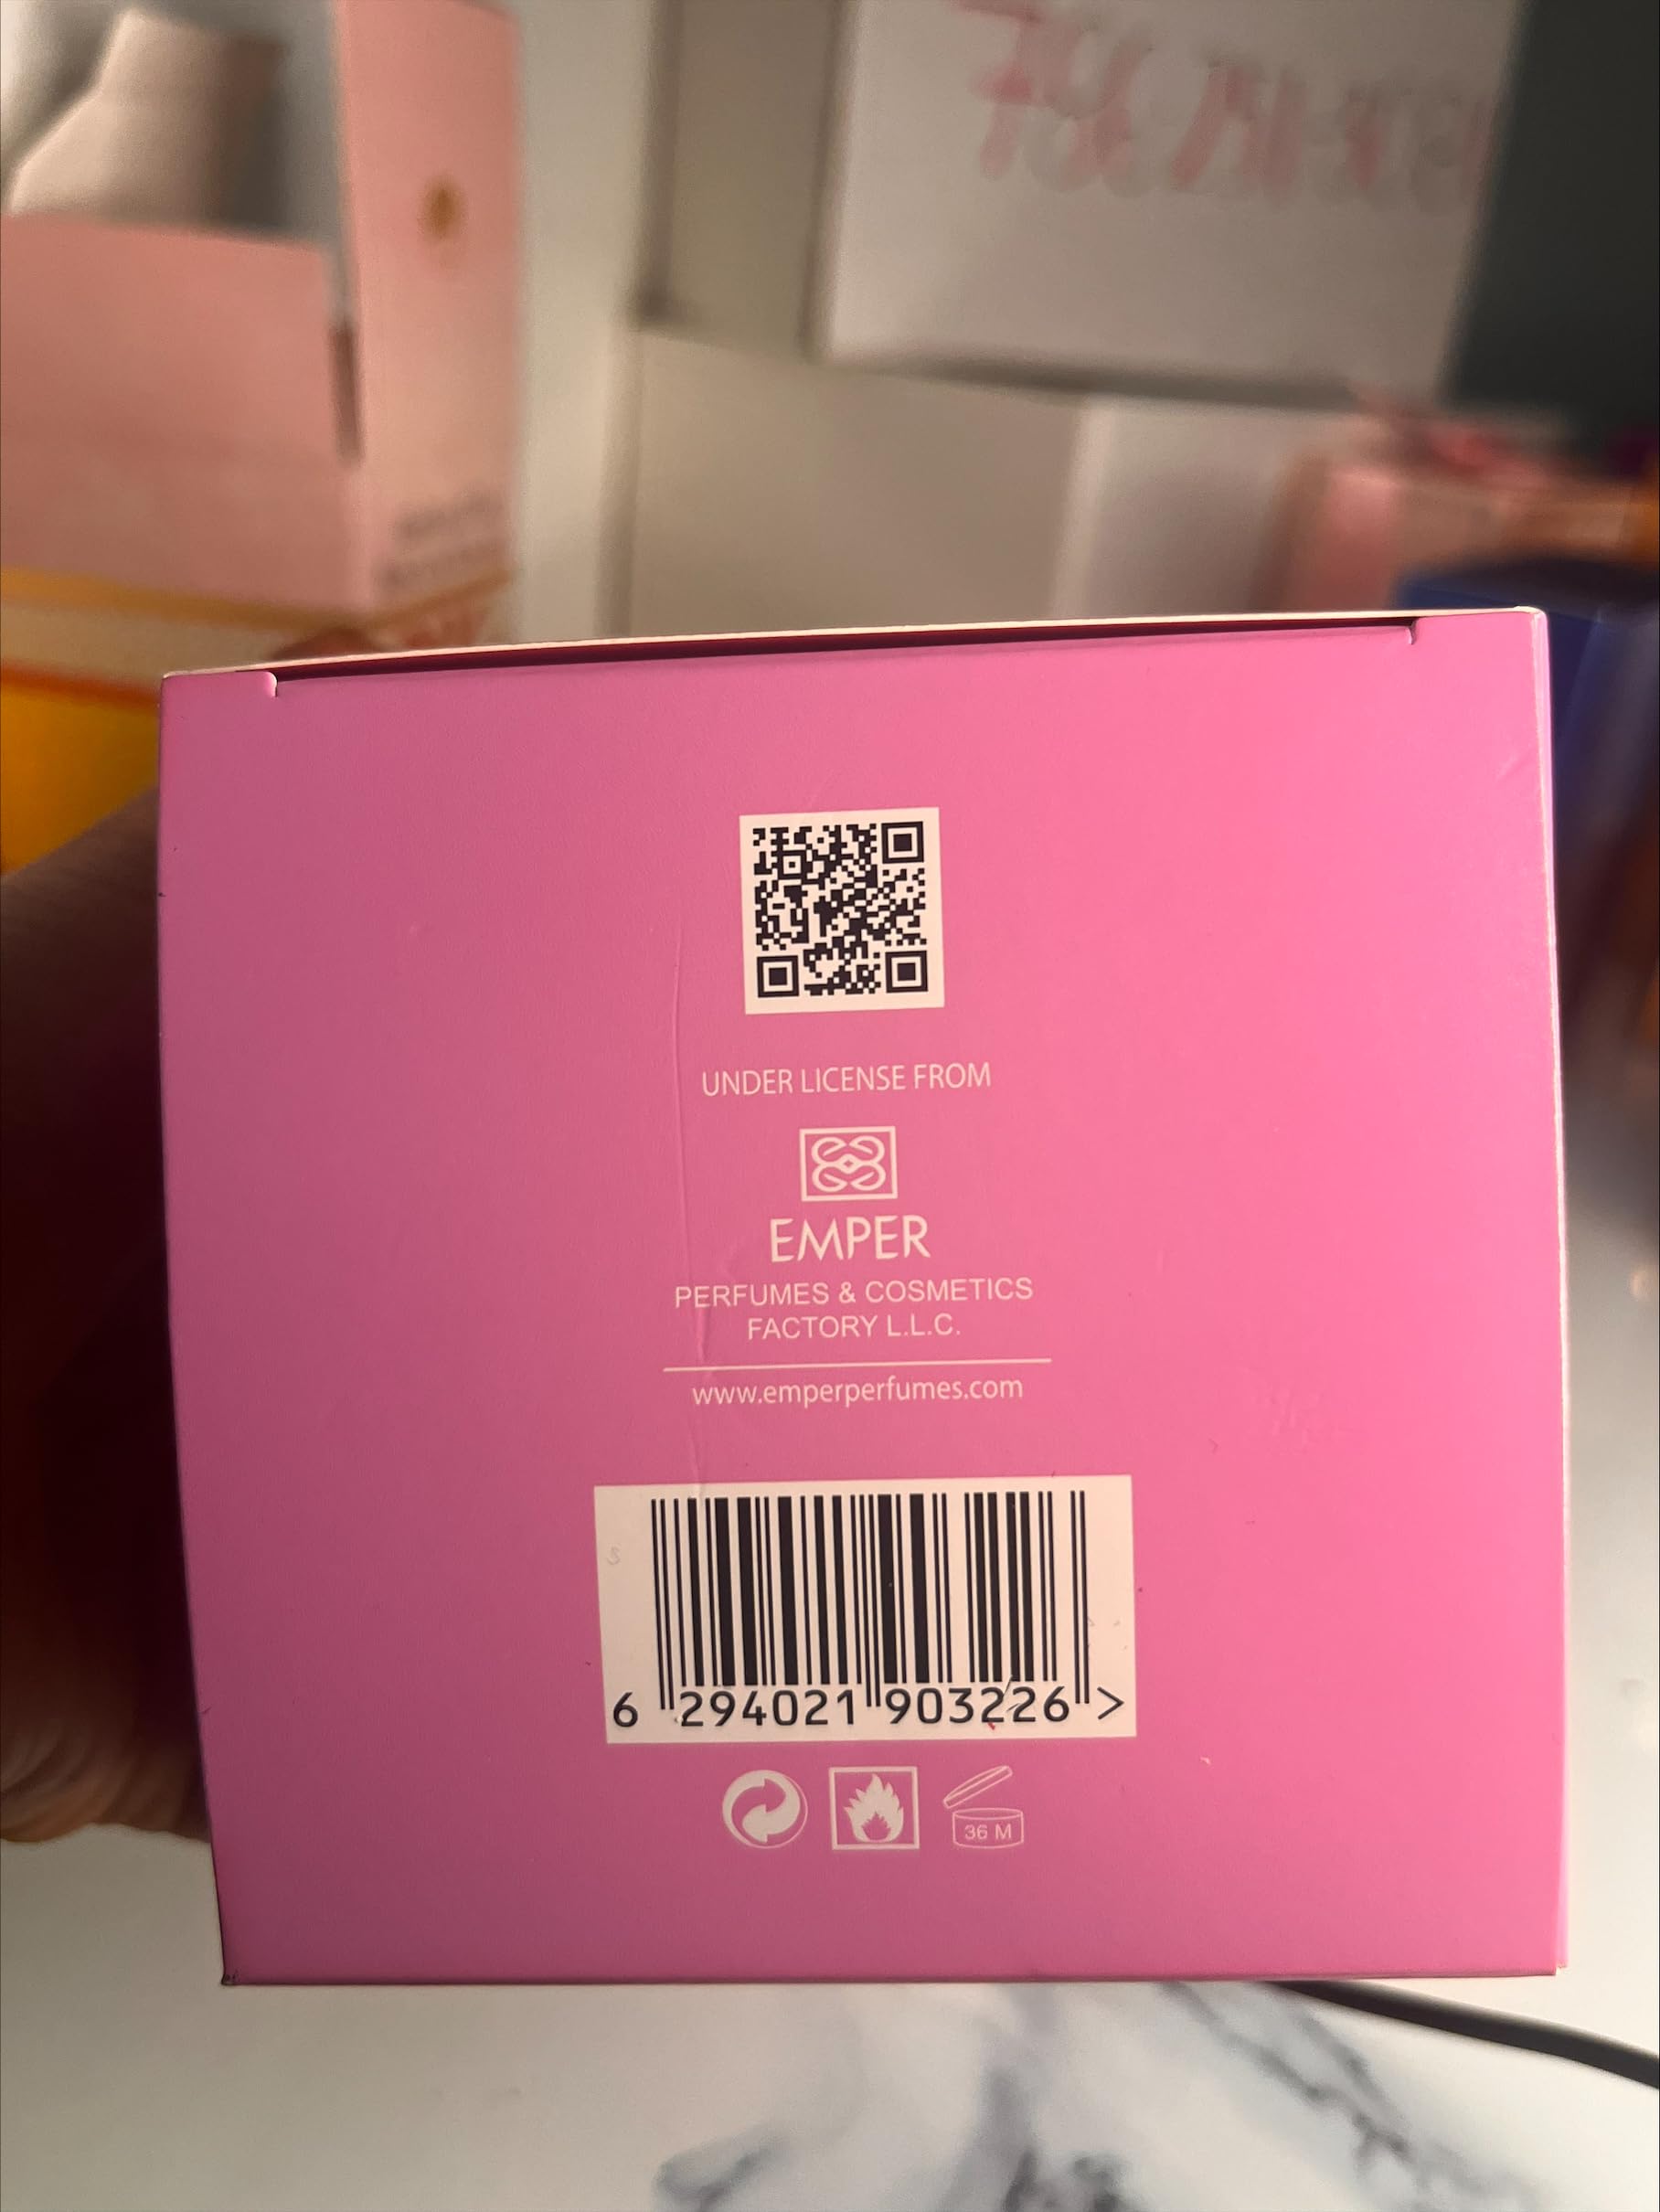 UNDER LICENSE FROM
EMPER
PERFUMES & COSMETICS
FACTORY L.L.C.
www.emperperfumes.com
6 294021 903226 >
36 M